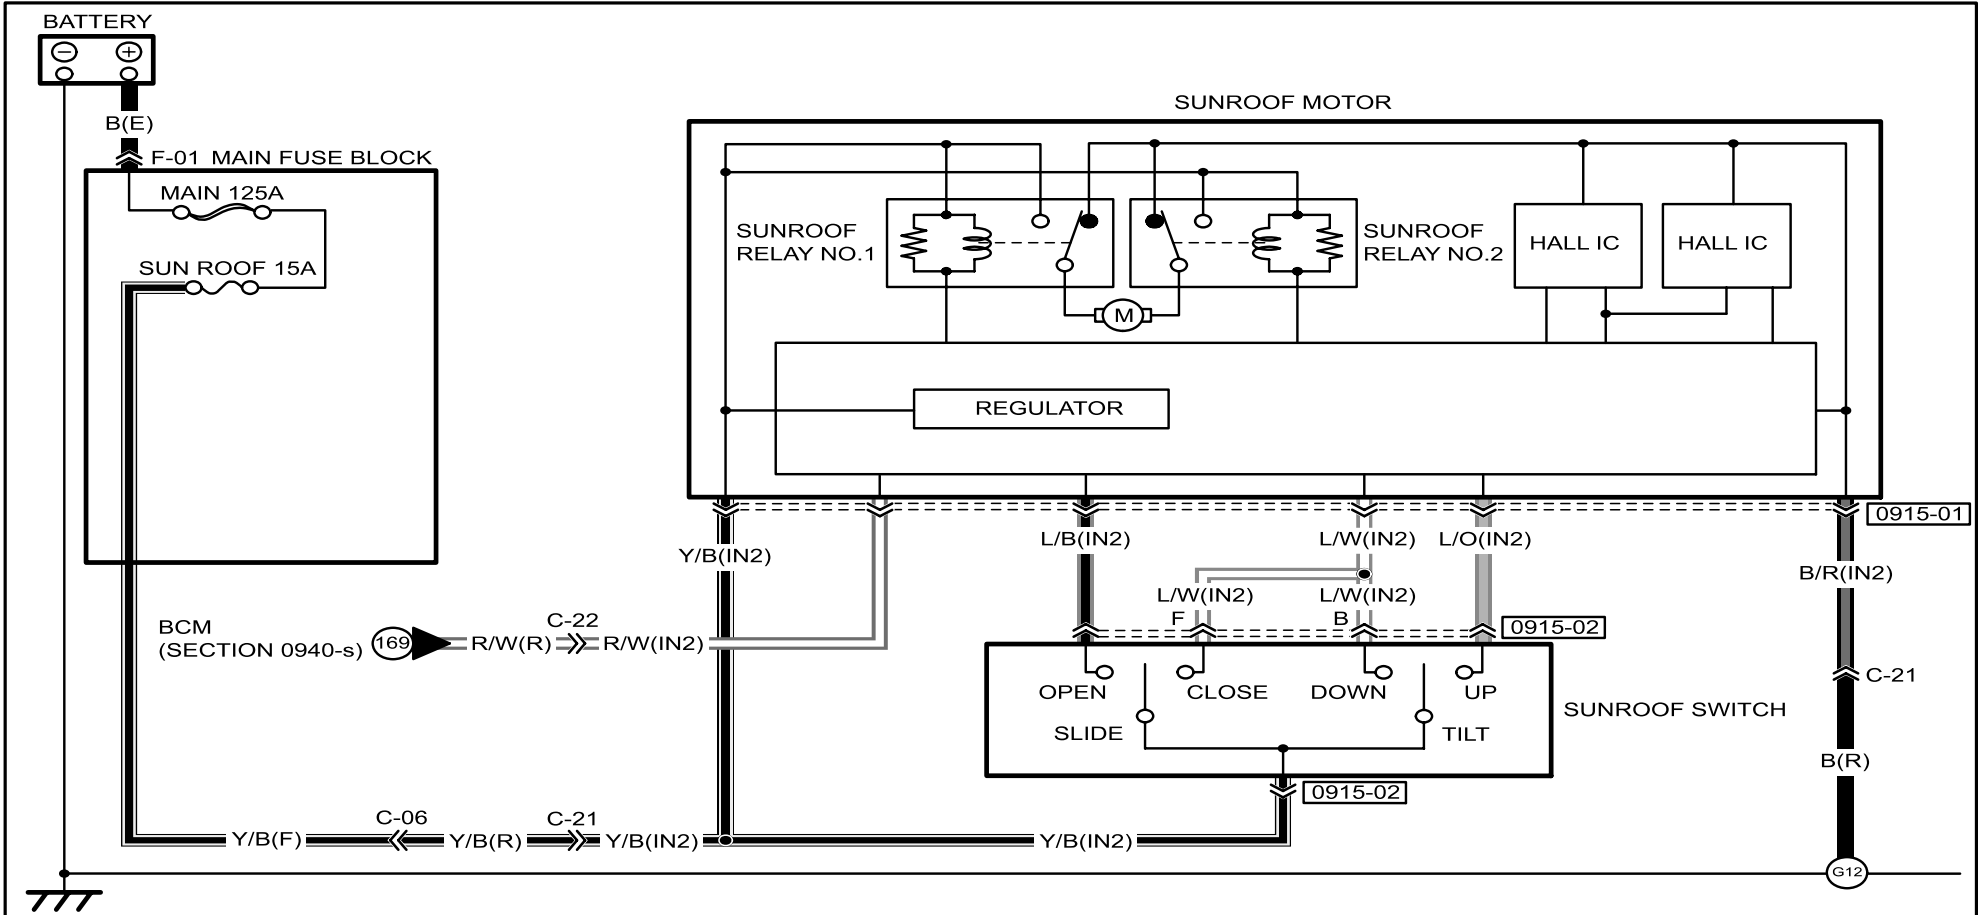 BATTERY
− +
B(E)
F-01 MAIN FUSE BLOCK
MAIN 125A
SUN ROOF 15A
SUNROOF MOTOR
SUNROOF
RELAY NO.1
SUNROOF
RELAY NO.2
HALL IC
HALL IC
M
REGULATOR
0915-01
Y/B(IN2)
L/B(IN2)
L/W(IN2)
L/O(IN2)
B/R(IN2)
L/W(IN2)
L/W(IN2)
F
B
0915-02
BCM
(SECTION 0940-s)
169
R/W(R)
C-22
R/W(IN2)
OPEN
CLOSE
DOWN
UP
SLIDE
TILT
SUNROOF SWITCH
C-21
B(R)
0915-02
Y/B(F)
C-06
Y/B(R)
C-21
Y/B(IN2)
Y/B(IN2)
G12